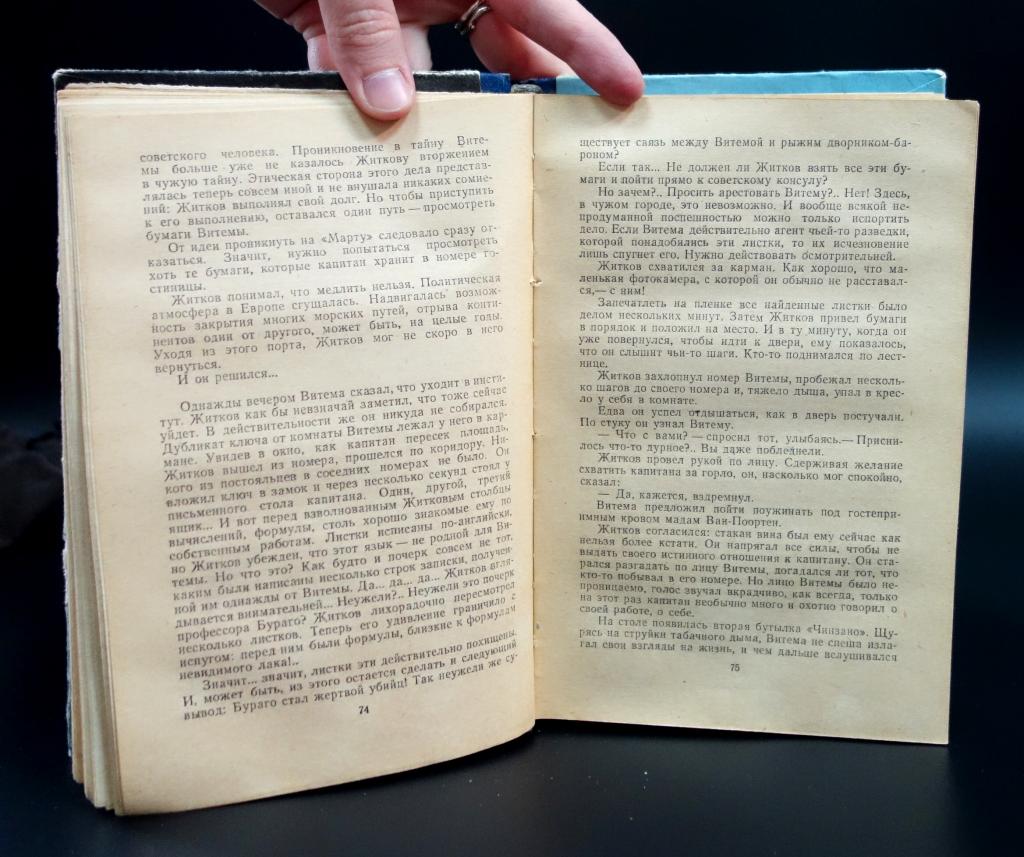 советского человека. Проникновение в тайну Вите-
мы больше уже не казалось Житкову вторжением
в чужую тайну. Этическая сторона этого дела представ-
лялась теперь совсем иной и не внушала никаких сомне-
ний: Житков выполнял свой долг. Но чтобы приступить
к его выполнению, оставался один путь — просмотреть
бумаги Витемы.
От идеи проникнуть на «Марту» следовало сразу от-
казаться. Значит, нужно попытаться просмотреть
хоть те бумаги, которые капитан хранит в номере го-
стиницы.
Житков понимал, что медлить нельзя. Политическая
атмосфера в Европе сгущалась. Надвигалась возмож-
ность закрытия многих морских путей, отрыва конти-
нентов один от другого, может быть, на целые годы.
Уходя из этого порта, Житков мог не скоро в него
вернуться.
И он решился...
Однажды вечером Витема сказал, что уходит в инсти-
тут. Житков как бы невзначай заметил, что тоже сейчас
уйдет. В действительности же он никуда не собирался.
Дубликат ключа от комнаты Витемы лежал у него в кар-
мане. Увидев в окно, как капитан пересек площадь,
Житков вышел из номера, прошелся по коридору. Ни-
кого из постояльцев в соседних номерах не было. Он
вложил ключ в замок и через несколько секунд стоял у
письменного стола капитана. Один, другой, третий
ящик... И вот перед взволнованным Житковым столбцы
вычислений, формулы, столь хорошо знакомые ему по
собственным работам. Листки исписаны по-английски,
но Житков убежден, что этот язык — не родной для Ви-
темы. Но что это? Как будто и почерк совсем не тот,
каким были написаны несколько строк записки, получен-
ной им однажды от Витемы. Да... да... да... Житков вгля-
дывается внимательней... Неужели?.. Неужели это почерк
профессора Бураго? Житков лихорадочно пересмотрел
несколько листков. Теперь его удивление граничило с
испугом: перед ним были формулы, близкие к формулам
невидимого лака!..
Значит... значит, листки эти действительно похищены.
И, может быть, из этого остается сделать и следующий
вывод: Бураго стал жертвой убийц! Так неужели же су-
74
ществует саязь между Витемой и рыжим дворником-ба-
роном?
Если так... Не должен ли Житков взять все эти бу-
маги и пойти прямо к советскому консулу?
Но зачем?.. Просить арестовать Витему?.. Нет! Здесь,
в чужом городе, это невозможно. И вообще всякой не-
продуманной поспешностью можно только испортить
дело. Если Витема действительно агент чьей-то разведки,
которой понадобились эти листки, то их исчезновение
лишь спугнет его. Нужно действовать осмотрительней.
Житков схватился за карман. Как хорошо, что ма-
ленькая фотокамера, с которой он обычно не расставал-
ся,— с ним!
Запечатлеть на пленке все найденные листки было
делом нескольких минут. Затем Житков привел бумаги
в порядок и положил на место. И в ту минуту, когда он
уже повернулся, чтобы идти к двери, ему показалось,
что он слышит чьи-то шаги. Кто-то поднимался по лест-
нице.
Житков захлопнул номер Витемы, пробежал несколь-
ко шагов до своего номера и, тяжело дыша, упал в крес-
ло у себя в комнате.
Едва он успел отдышаться, как в дверь постучали.
По стуку он узнал Витему.
— Что с вами? — спросил тот, улыбаясь.— Присни-
лось что-то дурное?.. Вы даже побледнели.
Житков провел рукой по лицу. Сдерживая желание
схватить капитана за горло, он, насколько мог спокойно,
сказал:
— Да, кажется, вздремнул.
Витема предложил пойти поужинать под гостепри-
имным кровом мадам Ван-Поортен.
Житков согласился: стакан вина был ему сейчас как
нельзя более кстати. Он напрягал все силы, чтобы не
выдать своего истинного отношения к капитану. Он ста-
рался разгадать по лицу Витемы, догадался ли тот, что
кто-то побывал в его номере. Но лицо Витемы было не-
проницаемо, голос звучал вкрадчиво, как всегда, только
на этот раз капитан необычно много и охотно говорил о
своей работе, о себе.
На столе появилась вторая бутылка «Чинзано». Щу-
рясь на струйки табачного дыма, Витема не спеша изла-
гал свои взгляды на жизнь, и чем дальше вслушивался
75